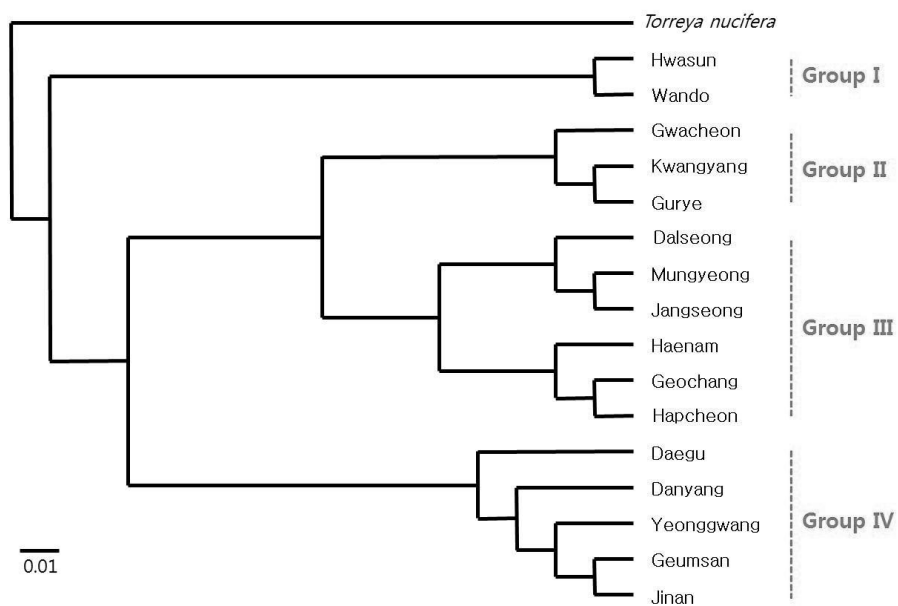 Torreya nucifera
Hwasun
Wando
Group I
Gwacheon
Kwangyang
Gurye
Group II
Dalseong
Mungyeong
Jangseong
Haenam
Geochang
Hapcheon
Group III
Daegu
Danyang
Yeonggwang
Geumsan
Jinan
Group IV
0.01